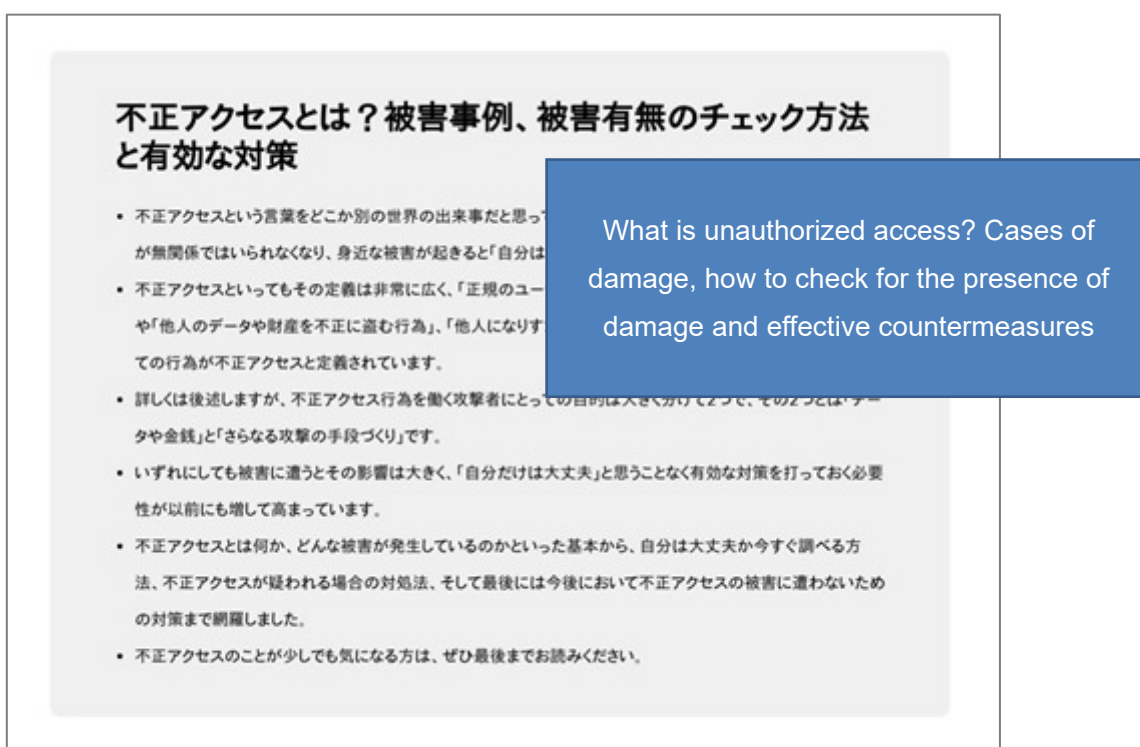 不正アクセスとは？被害事例、被害有無のチェック方法
と有効な対策
• 不正アクセスという言葉をどこか別の世界の出来事だと思っ
が無関係ではいられなくなり、身近な被害が起きると「自分は
• 不正アクセスといってもその定義は非常に広く、「正規のユー
や「他人のデータや財産を不正に盗む行為」、「他人になりす
ての行為が不正アクセスと定義されています。
• 詳しくは後述しますが、不正アクセス行為を働く攻撃者にとっての目的は大きく分けて2つで、その2つとは「デー
タや金銭」と「さらなる攻撃の手段づくり」です。
• いずれにしても被害に遭うとその影響は大きく、「自分だけは大丈夫」と思うことなく有効な対策を打っておく必要
性が以前にも増して高まっています。
• 不正アクセスとは何か、どんな被害が発生しているのかといった基本から、自分は大丈夫か今すぐ調べる方
法、不正アクセスが疑われる場合の対処法、そして最後には今後において不正アクセスの被害に遭わないため
の対策まで網羅しました。
• 不正アクセスのことが少しでも気になる方は、ぜひ最後までお読みください。
What is unauthorized access? Cases of
damage, how to check for the presence of
damage and effective countermeasures